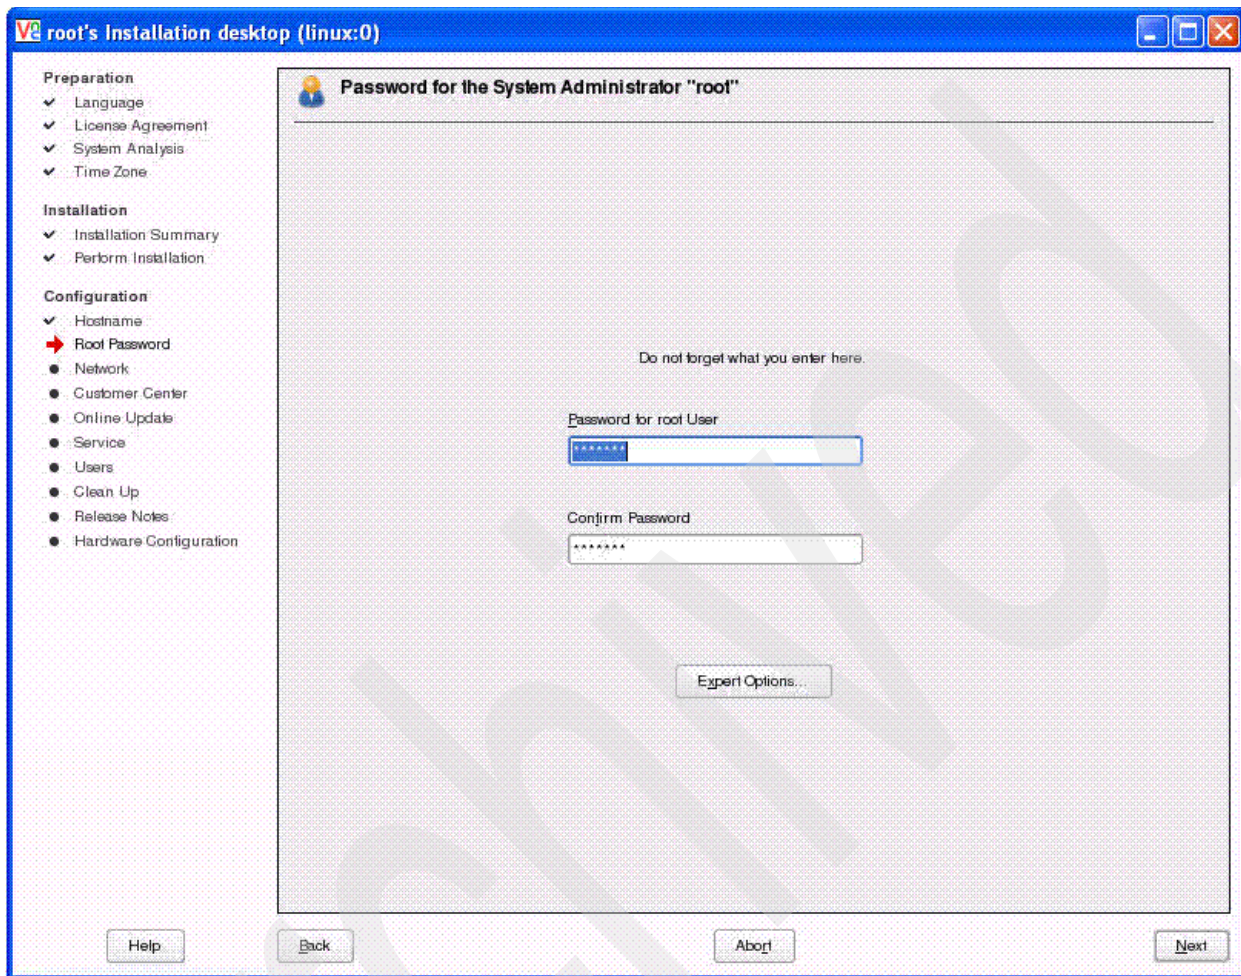 root's Installation desktop (linux:0)
Preparation
Language
License Agreement
System Analysis
Time Zone
Installation
Installation Summary
Perform Installation
Configuration
Hostname
Root Password
Network
Customer Center
Online Update
Service
Users
Clean Up
Release Notes
Hardware Configuration
Password for the System Administrator "root"
Do not forget what you enter here.
Password for root User
*******
Confirm Password
*******
Expert Options...
Help
Back
Abort
Next